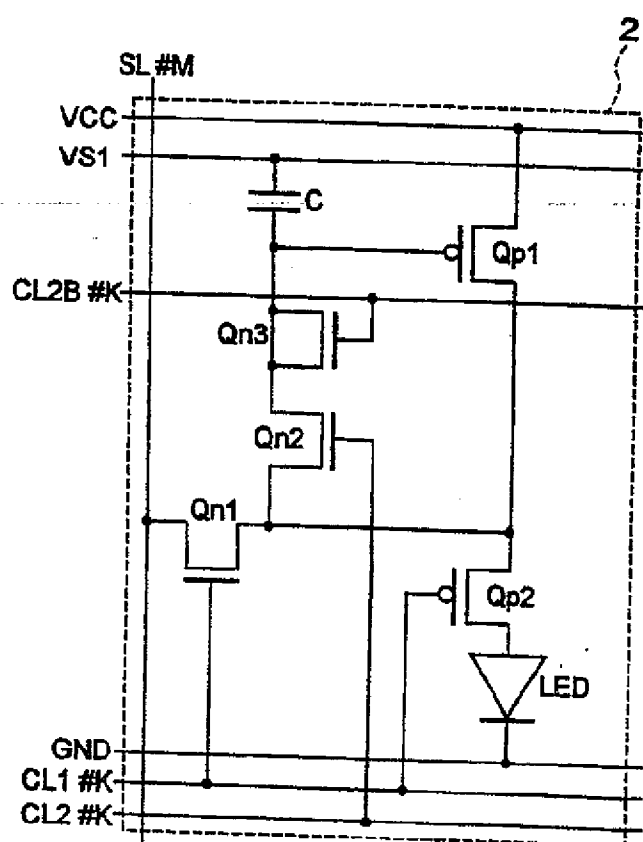 2
SL #M
VCC
VS1
C
Qp1
CL2B #K
Qn3
Qn2
Qn1
Qp2
LED
GND
CL1 #K
CL2 #K